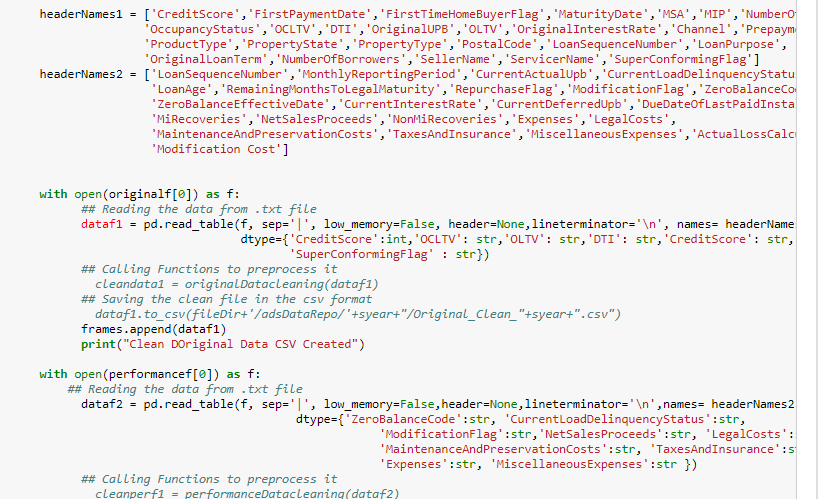 headerNames1 = ['CreditScore','FirstPaymentDate','FirstTimeHomeBuyerFlag','MaturityDate','MSA','MIP','NumberOf
'OccupancyStatus','OCLTV','DTI','OriginalUPB','OLTV','OriginalInterestRate','Channel','Prepaym
'ProductType','PropertyState','PropertyType','PostalCode','LoanSequenceNumber','LoanPurpose',
'OriginalLoanTerm','NumberOfBorrowers','SellerName','ServicerName','SuperConformingFlag']
headerNames2 = ['LoanSequenceNumber','MonthlyReportingPeriod','CurrentActualUpb','CurrentLoadDelinquencyStatu
'LoanAge','RemainingMonthsToLegalMaturity','RepurchaseFlag','ModificationFlag','ZeroBalanceCo
'ZeroBalanceEffectiveDate','CurrentInterestRate','CurrentDeferredUpb','DueDateOfLastPaidInsta
'MiRecoveries','NetSalesProceeds','NonMiRecoveries','Expenses','LegalCosts',
'MaintenanceAndPreservationCosts','TaxesAndInsurance','MiscellaneousExpenses','ActualLossCalc
'Modification Cost']
with open(originalf[0]) as f:
## Reading the data from .txt file
dataf1 = pd.read_table(f, sep='|', low_memory=False, header=None,lineterminator='\n', names= headerName
dtype={'CreditScore':int,'OCLTV': str,'OLTV': str,'DTI': str,'CreditScore': str,
'SuperConformingFlag' : str})
## Calling Functions to preprocess it
cleandata1 = originalDatacleaning(dataf1)
## Saving the clean file in the csv format
dataf1.to_csv(fileDir+'/adsDataRepo/'+syear+"/Original_Clean_"+syear+".csv")
frames.append(dataf1)
print("Clean DOriginal Data CSV Created")
with open(performancef[0]) as f:
## Reading the data from .txt file
dataf2 = pd.read_table(f, sep='|', low_memory=False,header=None,lineterminator='\n',names= headerNames2
dtype={'ZeroBalanceCode':str, 'CurrentLoadDelinquencyStatus':str,
'ModificationFlag':str,'NetSalesProceeds':str, 'LegalCosts':
'MaintenanceAndPreservationCosts':str, 'TaxesAndInsurance':s
'Expenses':str, 'MiscellaneousExpenses':str })
## Calling Functions to preprocess it
cleanperf1 = performanceDatacleaning(dataf2)